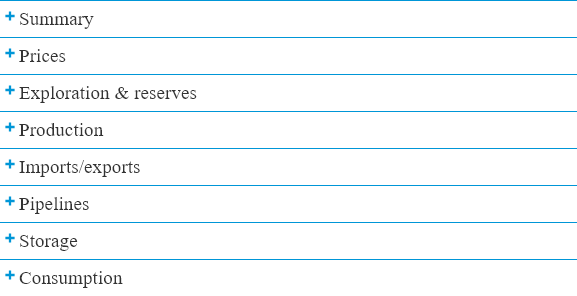 Summary
Prices
Exploration & reserves
Production
Imports/exports
Pipelines
Storage
Consumption